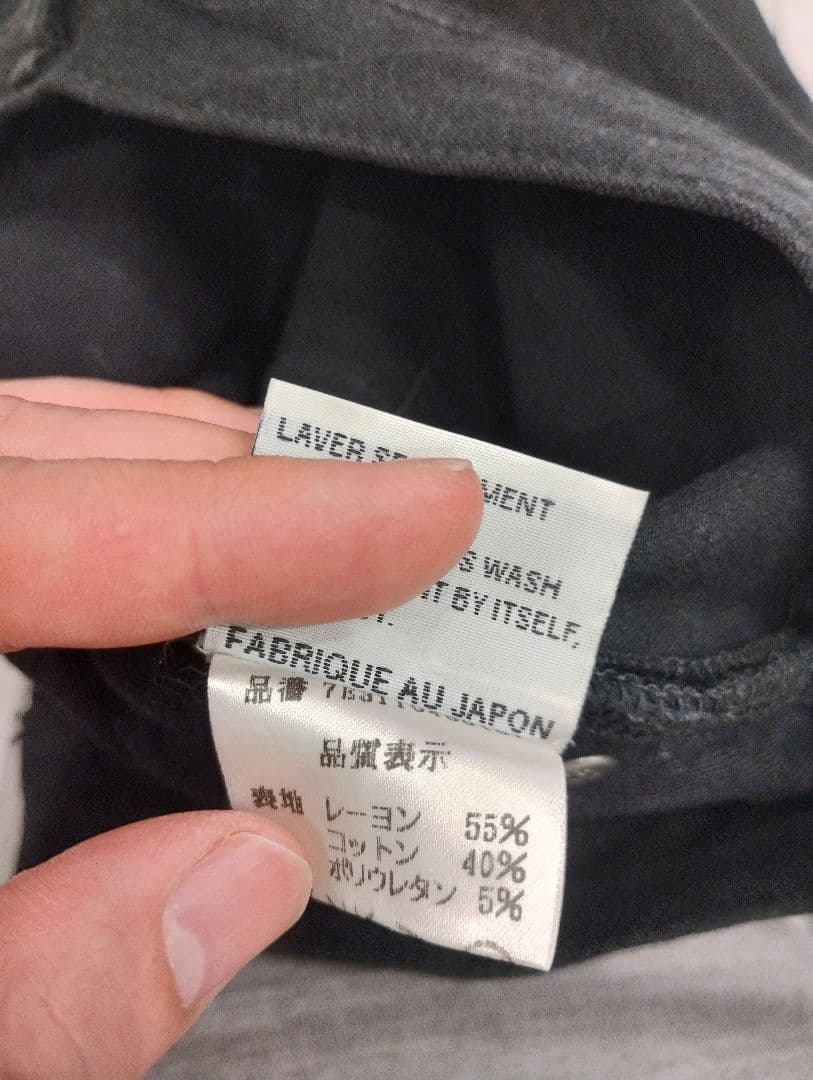 LAVER
MENT
WASH
IT BY ITSELF,
FABRIQUE AU JAPON
品番
品質表示
表地 レーヨン 55%
コットン 40%
ポリウレタン 5%